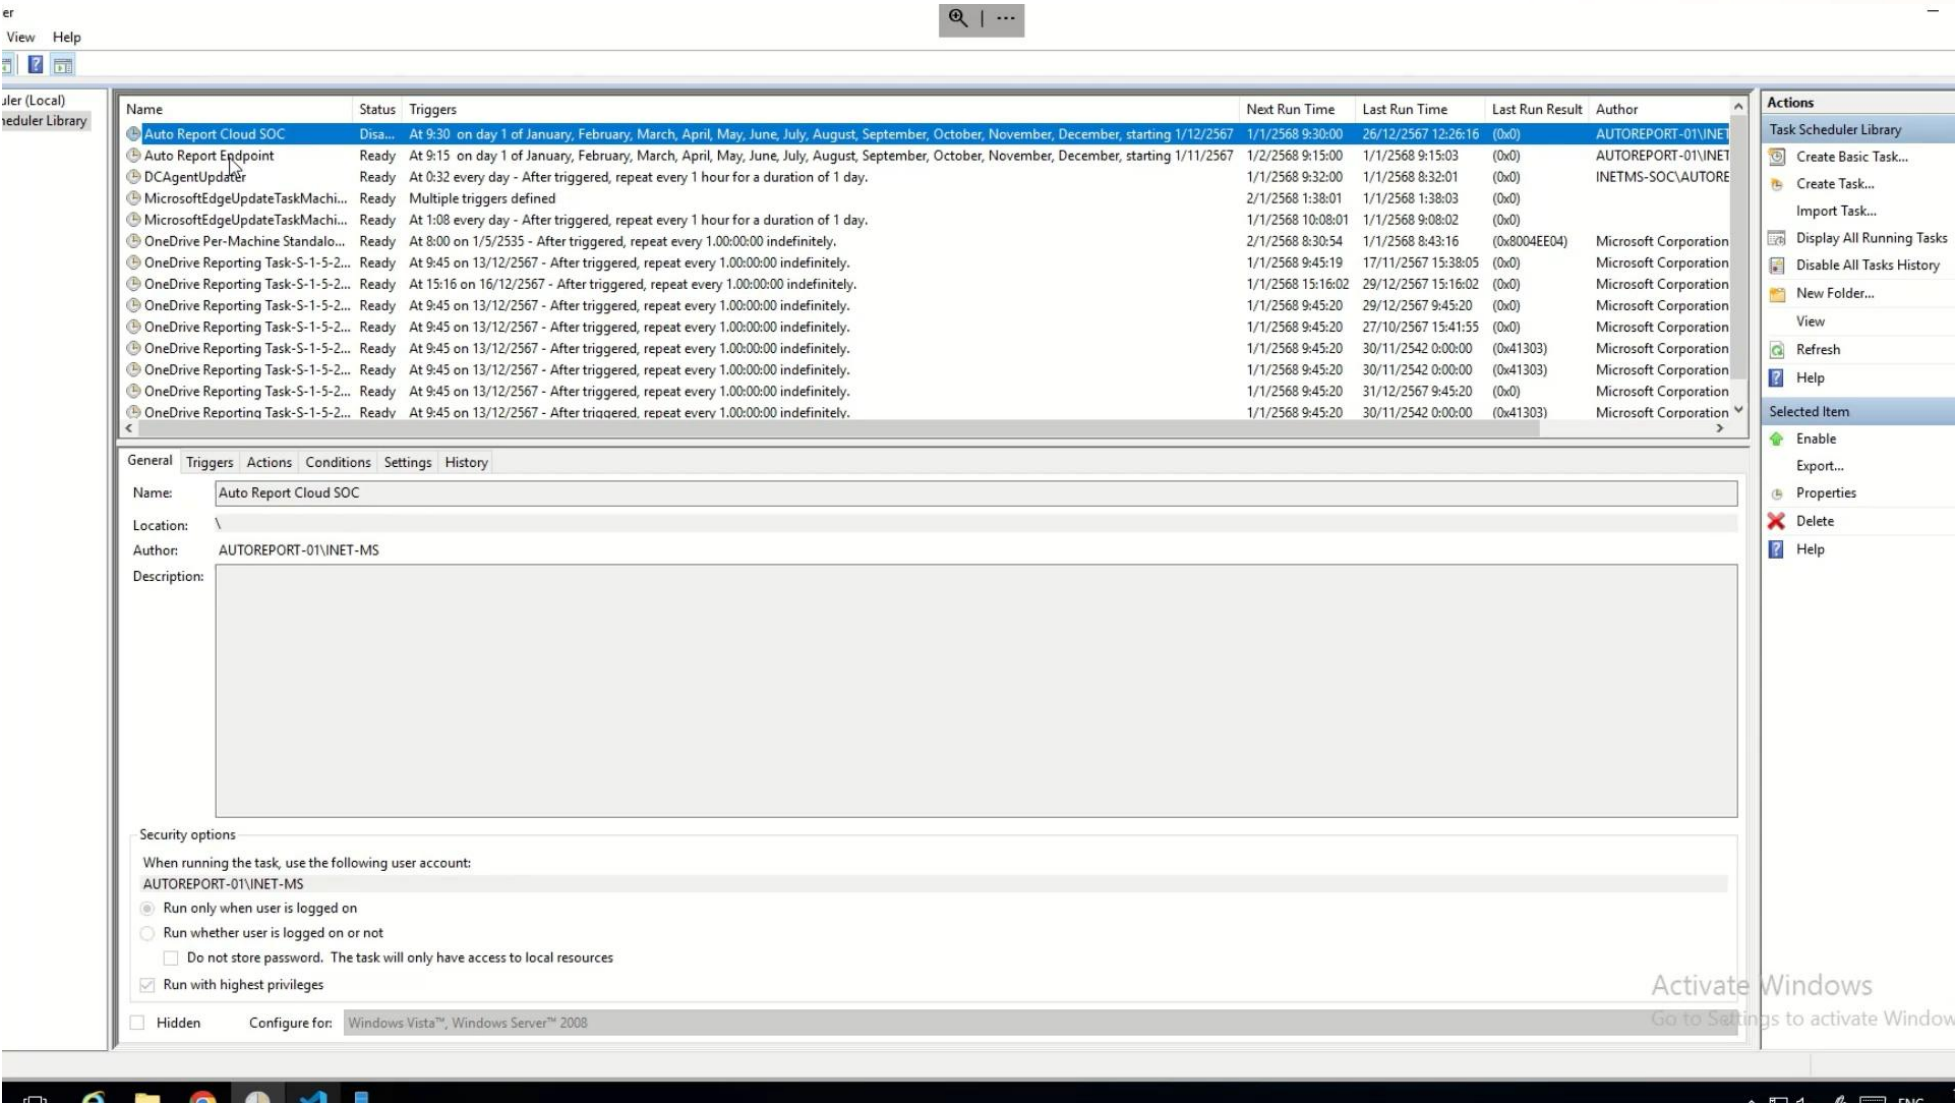 er
View Help
uler (Local)
heduler Library
Name Status Triggers Next Run Time Last Run Time Last Run Result Author
Auto Report Cloud SOC Disa... At 9:30 on day 1 of January, February, March, April, May, June, July, August, September, October, November, December, starting 1/12/2567 1/1/2568 9:30:00 26/12/2567 12:26:16 (0x0) AUTOREPORT-01\INET
Auto Report Endpoint Ready At 9:15 on day 1 of January, February, March, April, May, June, July, August, September, October, November, December, starting 1/11/2567 1/2/2568 9:15:00 1/1/2568 9:15:03 (0x0) AUTOREPORT-01\INET
DCAgentUpdater Ready At 0:32 every day - After triggered, repeat every 1 hour for a duration of 1 day. 1/1/2568 9:32:00 1/1/2568 8:32:01 (0x0) INETMS-SOC\AUTORE
MicrosoftEdgeUpdateTaskMachi... Ready Multiple triggers defined 2/1/2568 1:38:01 1/1/2568 1:38:03 (0x0)
MicrosoftEdgeUpdateTaskMachi... Ready At 1:08 every day - After triggered, repeat every 1 hour for a duration of 1 day. 1/1/2568 10:08:01 1/1/2568 9:08:02 (0x0)
OneDrive Per-Machine Standalo... Ready At 8:00 on 1/5/2535 - After triggered, repeat every 1.00:00:00 indefinitely. 2/1/2568 8:30:54 1/1/2568 8:43:16 (0x8004EE04) Microsoft Corporation
OneDrive Reporting Task-S-1-5-2... Ready At 9:45 on 13/12/2567 - After triggered, repeat every 1.00:00:00 indefinitely. 1/1/2568 9:45:19 17/11/2567 15:38:05 (0x0) Microsoft Corporation
OneDrive Reporting Task-S-1-5-2... Ready At 15:16 on 16/12/2567 - After triggered, repeat every 1.00:00:00 indefinitely. 1/1/2568 15:16:02 29/12/2567 15:16:02 (0x0) Microsoft Corporation
OneDrive Reporting Task-S-1-5-2... Ready At 9:45 on 13/12/2567 - After triggered, repeat every 1.00:00:00 indefinitely. 1/1/2568 9:45:20 29/12/2567 9:45:20 (0x0) Microsoft Corporation
OneDrive Reporting Task-S-1-5-2... Ready At 9:45 on 13/12/2567 - After triggered, repeat every 1.00:00:00 indefinitely. 1/1/2568 9:45:20 27/10/2567 15:41:55 (0x0) Microsoft Corporation
OneDrive Reporting Task-S-1-5-2... Ready At 9:45 on 13/12/2567 - After triggered, repeat every 1.00:00:00 indefinitely. 1/1/2568 9:45:20 30/11/2542 0:00:00 (0x41303) Microsoft Corporation
OneDrive Reporting Task-S-1-5-2... Ready At 9:45 on 13/12/2567 - After triggered, repeat every 1.00:00:00 indefinitely. 1/1/2568 9:45:20 30/11/2542 0:00:00 (0x41303) Microsoft Corporation
OneDrive Reporting Task-S-1-5-2... Ready At 9:45 on 13/12/2567 - After triggered, repeat every 1.00:00:00 indefinitely. 1/1/2568 9:45:20 31/12/2567 9:45:20 (0x0) Microsoft Corporation
OneDrive Reporting Task-S-1-5-2... Ready At 9:45 on 13/12/2567 - After triggered, repeat every 1.00:00:00 indefinitely. 1/1/2568 9:45:20 30/11/2542 0:00:00 (0x41303) Microsoft Corporation
General Triggers Actions Conditions Settings History
Name: Auto Report Cloud SOC
Location: \
Author: AUTOREPORT-01\INET-MS
Description:
Security options
When running the task, use the following user account:
AUTOREPORT-01\INET-MS
Run only when user is logged on
Run whether user is logged on or not
Do not store password. The task will only have access to local resources
Run with highest privileges
Hidden Configure for: Windows Vista™, Windows Server™ 2008
Actions
Task Scheduler Library
Create Basic Task...
Create Task...
Import Task...
Display All Running Tasks
Disable All Tasks History
New Folder...
View
Refresh
Help
Selected Item
Enable
Export...
Properties
Delete
Help
Activate Windows
Go to Settings to activate Window
ENG